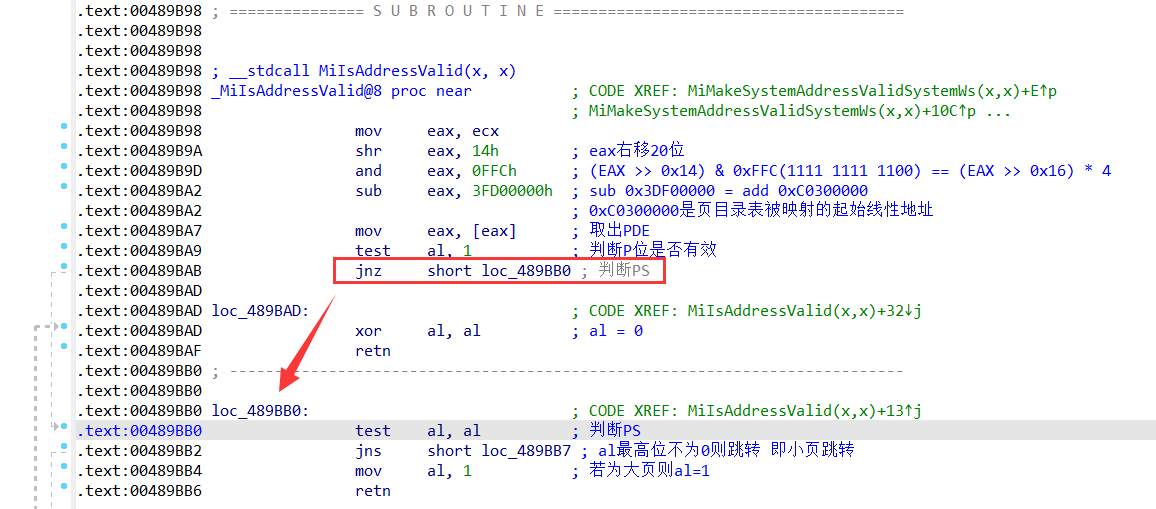 .text:00489B98 ; =============== S U B R O U T I N E =======================================
.text:00489B98
.text:00489B98
.text:00489B98 ; __stdcall MiIsAddressValid(x, x)
.text:00489B98 _MiIsAddressValid@8 proc near ; CODE XREF: MiMakeSystemAddressValidSystemWs(x,x)+E↑p
.text:00489B98 ; MiMakeSystemAddressValidSystemWs(x,x)+10C↑p ...
.text:00489B98 mov eax, ecx
.text:00489B9A shr eax, 14h ; eax右移20位
.text:00489B9D and eax, 0FFCh ; (EAX >> 0x14) & 0xFFC(1111 1111 1100) == (EAX >> 0x16) * 4
.text:00489BA2 sub eax, 3FD00000h ; sub 0x3DF00000 = add 0xC0300000
.text:00489BA2 ; 0xC0300000是页目录表被映射的起始线性地址
.text:00489BA7 mov eax, [eax] ; 取出PDE
.text:00489BA9 test al, 1 ; 判断P位是否有效
.text:00489BAB jnz short loc_489BB0 ; 判断PS
.text:00489BAD
.text:00489BAD loc_489BAD: ; CODE XREF: MiIsAddressValid(x,x)+32↓j
.text:00489BAD xor al, al ; al = 0
.text:00489BAF retn
.text:00489BB0 ; ---------------------------------------------------------------------------
.text:00489BB0
.text:00489BB0 loc_489BB0: ; CODE XREF: MiIsAddressValid(x,x)+13↑j
.text:00489BB0 test al, al ; 判断PS
.text:00489BB2 jns short loc_489BB7 ; al最高位不为0则跳转 即小页跳转
.text:00489BB4 mov al, 1 ; 若为大页则al=1
.text:00489BB6 retn